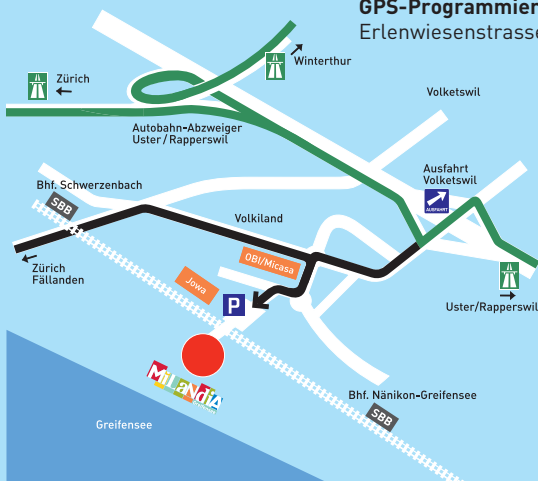 GPS-Programmier
Erlenwiesenstrasse
Winterthur
Zürich
Volketswil
Autobahn-Abzweiger
Uster/Rapperswil
Ausfahrt
Volketswil
AUSFAHRT
Bhf. Schwerzenbach
SBB
Volkiland
OBI/Micasa
Zürich
Fällanden
Jowa
P
Uster/Rapperswil
MiLandiA
Bhf. Nänikon-Greifensee
SBB
Greifensee